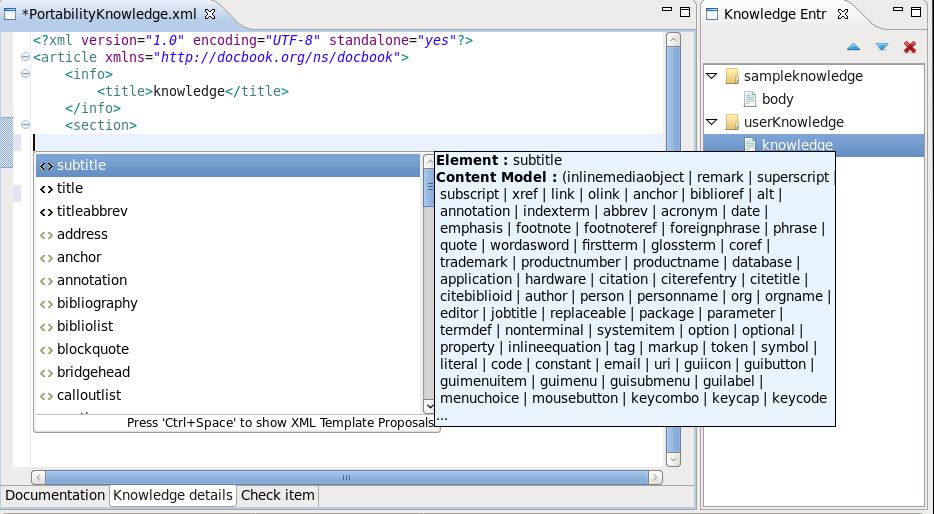 *PortabilityKnowledge.xml
<?xml version="1.0" encoding="UTF-8" standalone="yes"?>
<article xmlns="http://docbook.org/ns/docbook">
<info>
<title>knowledge</title>
</info>
<section>
<> subtitle
<> title
<> titleabbrev
<> address
<> anchor
<> annotation
<> bibliography
<> bibliolist
<> blockquote
<> bridgehead
<> calloutlist
Press 'Ctrl+Space' to show XML Template Proposals
Element : subtitle
Content Model : (inlinemediaobject | remark | superscript |
subscript | xref | link | olink | anchor | biblioref | alt |
annotation | indexterm | abbrev | acronym | date |
emphasis | footnote | footnoteref | foreignphrase | phrase |
quote | wordasword | firstterm | glossterm | coref |
trademark | productnumber | productname | database |
application | hardware | citation | citerefentry | citetitle |
citebiblioid | author | person | personname | org | orgname |
editor | jobtitle | replaceable | package | parameter |
termdef | nonterminal | systemitem | option | optional |
property | inlineequation | tag | markup | token | symbol |
literal | code | constant | email | uri | guiicon | guibutton |
guimenuitem | guimenu | guisubmenu | guilabel |
menuchoice | mousebutton | keycombo | keycap | keycode
...
Documentation
Knowledge details
Check item
Knowledge Entr
sampleknowledge
body
userKnowledge
knowledge